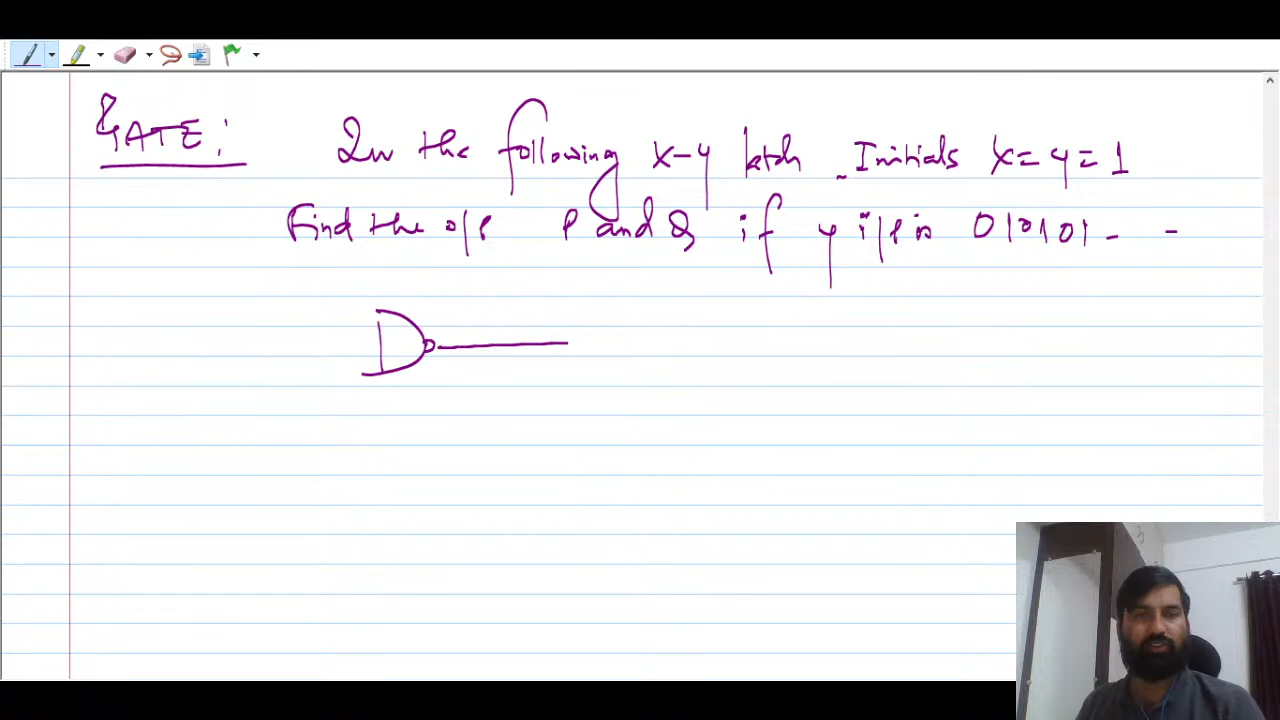 GATE: In the following X-Y latch Initials X=Y=1
Find the o/p P and Q if Y i/p is 010101 - -